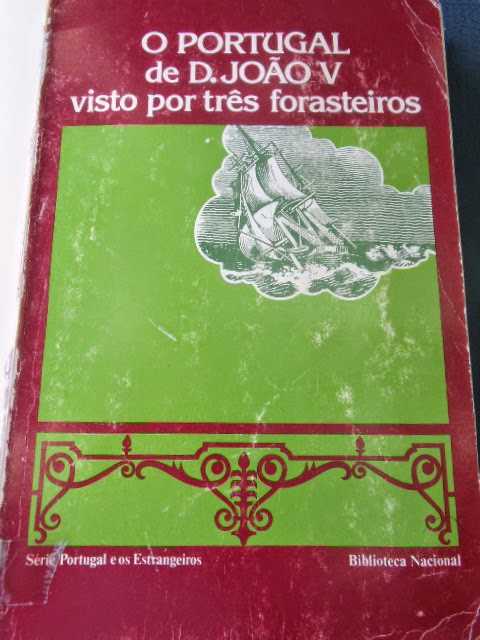 O PORTUGAL
de D. JOÃO V
visto por três forasteiros
Série Portugal e os Estrangeiros
Biblioteca Nacional